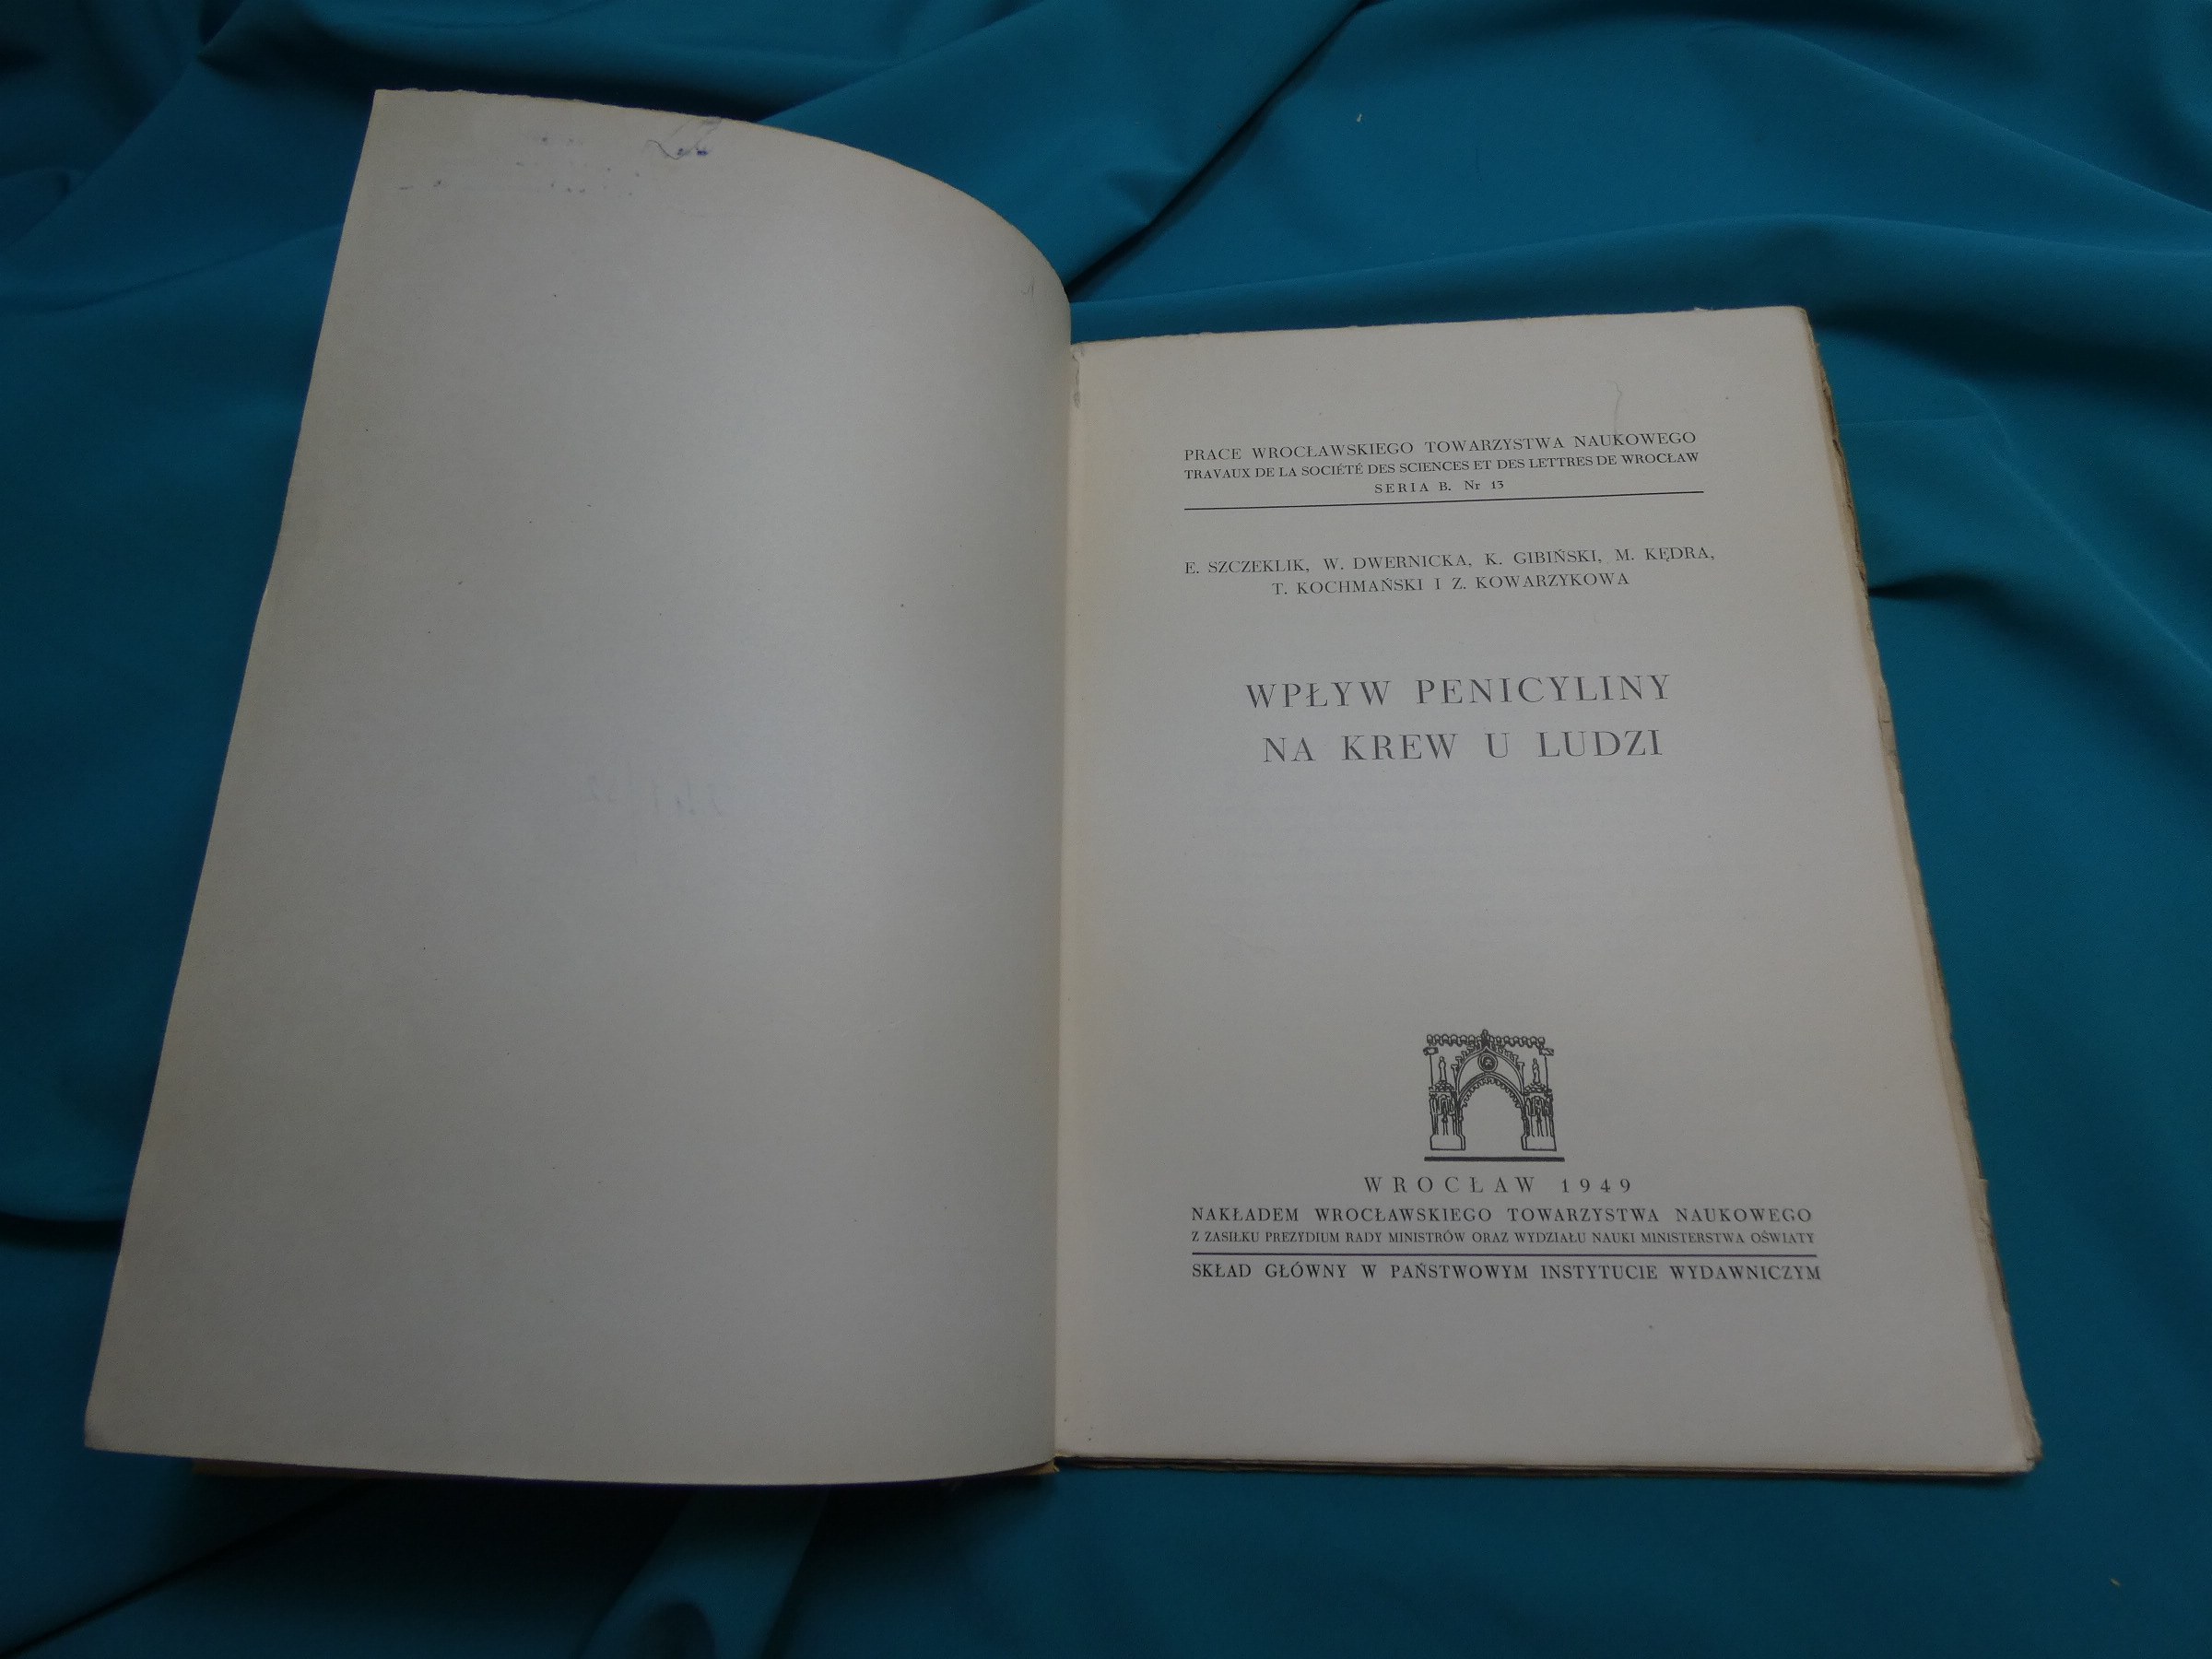 PRACE WROCŁAWSKIEGO TOWARZYSTWA NAUKOWEGO
TRAVAUX DE LA SOCIÉTÉ DES SCIENCES ET DES LETTRES DE WROCŁAW
SERIA B. Nr 13
E. SZCZEKLIK, W. DWERNICKA, K. GIBIŃSKI, M. KĘDRA,
T. KOCHMAŃSKI I Z. KOWARZYKOWA
WPŁYW PENICYLINY
NA KREW U LUDZI
WROCŁAW 1949
NAKŁADEM WROCŁAWSKIEGO TOWARZYSTWA NAUKOWEGO
Z ZASIŁKU PREZYDIUM RADY MINISTRÓW ORAZ WYDZIAŁU NAUKI MINISTERSTWA OŚWIATY
SKŁAD GŁÓWNY W PAŃSTWOWYM INSTYTUCIE WYDAWNICZYM